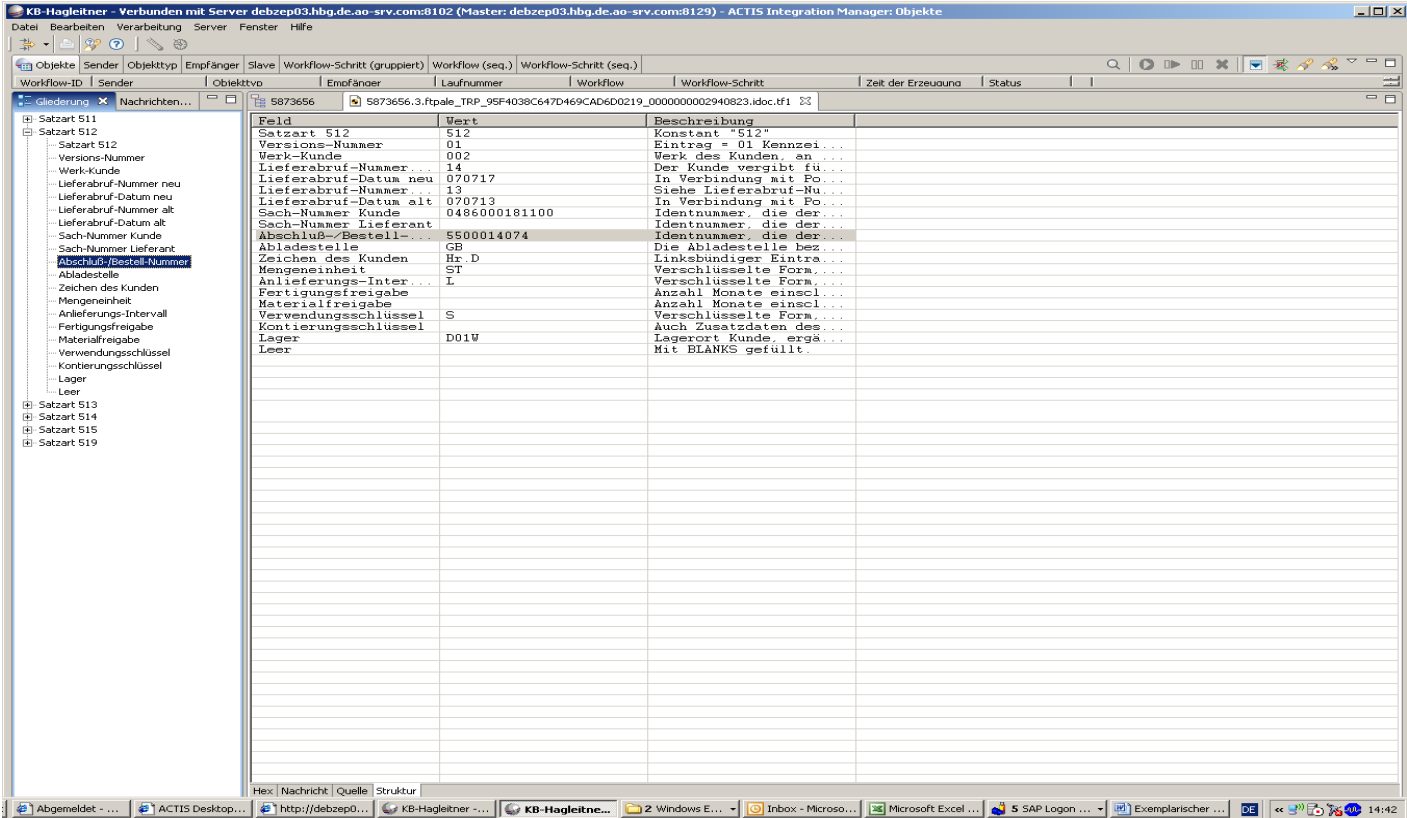 KB-Hagleitner - Verbunden mit Server debzep03.hbg.de.ao-srv.com:8102 (Master: debzep03.hbg.de.ao-srv.com:8129) - ACTIS Integration Manager: Objekte
Datei Bearbeiten Verarbeitung Server Fenster Hilfe
Objekte Sender Objekttyp Empfänger Slave Workflow-Schritt (gruppiert) Workflow (seq.) Workflow-Schritt (seq.)
Workflow-ID Sender Objekttyp Empfänger Laufnummer Workflow Workflow-Schritt Zeit der Erzeugung Status
Gliederung Nachrichten...
Satzart 511
Satzart 512
Satzart 512
Versions-Nummer
Werk-Kunde
Lieferabruf-Nummer neu
Lieferabruf-Datum neu
Lieferabruf-Nummer alt
Lieferabruf-Datum alt
Sach-Nummer Kunde
Sach-Nummer Lieferant
Abschluß-/Bestell-Nummer
Abladestelle
Zeichen des Kunden
Mengeneinheit
Anlieferungs-Intervall
Fertigungsfreigabe
Materialfreigabe
Verwendungsschlüssel
Kontierungsschlüssel
Lager
Leer
Satzart 513
Satzart 514
Satzart 515
Satzart 519
5873656 5873656.3.ftpale_TRP_95F4038C647D469CAD6D0219_0000000002940823.idoc.tf1
Feld Wert Beschreibung
Satzart 512 512 Konstant "512"
Versions-Nummer 01 Eintrag = 01 Kennzei...
Werk-Kunde 002 Werk des Kunden, an ...
Lieferabruf-Nummer... 14 Der Kunde vergibt fü...
Lieferabruf-Datum neu 070717 In Verbindung mit Po...
Lieferabruf-Nummer... 13 Siehe Lieferabruf-Nu...
Lieferabruf-Datum alt 070713 In Verbindung mit Po...
Sach-Nummer Kunde 0486000181100 Identnummer, die der...
Sach-Nummer Lieferant Identnummer, die der...
Abschluß-/Bestell-... 5500014074 Identnummer, die der...
Abladestelle GB Die Abladestelle bez...
Zeichen des Kunden Hr.D Linksbündiger Eintra...
Mengeneinheit ST Verschlüsselte Form,...
Anlieferungs-Inter... L Verschlüsselte Form,...
Fertigungsfreigabe Anzahl Monate einscl...
Materialfreigabe Anzahl Monate einscl...
Verwendungsschlüssel S Verschlüsselte Form,...
Kontierungsschlüssel Auch Zusatzdaten des...
Lager D01W Lagerort Kunde, ergä...
Leer Mit BLANKS gefüllt.
Hex Nachricht Quelle Struktur
Abgemeldet - ... ACTIS Desktop... http://debzep0... KB-Hagleitner -... KB-Hagleitne... 2 Windows E... Inbox - Microso... Microsoft Excel ... 5 SAP Logon ... Exemplarischer ... DE 14:42